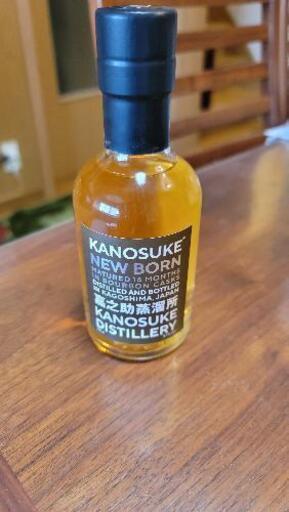 KANOSUKE
NEW BORN
MATURED 16 MONTHS
IN BOURBON CASKS
DISTILLED AND BOTTLED
IN KAGOSHIMA, JAPAN
嘉之助蒸溜所
KANOSUKE
DISTILLERY